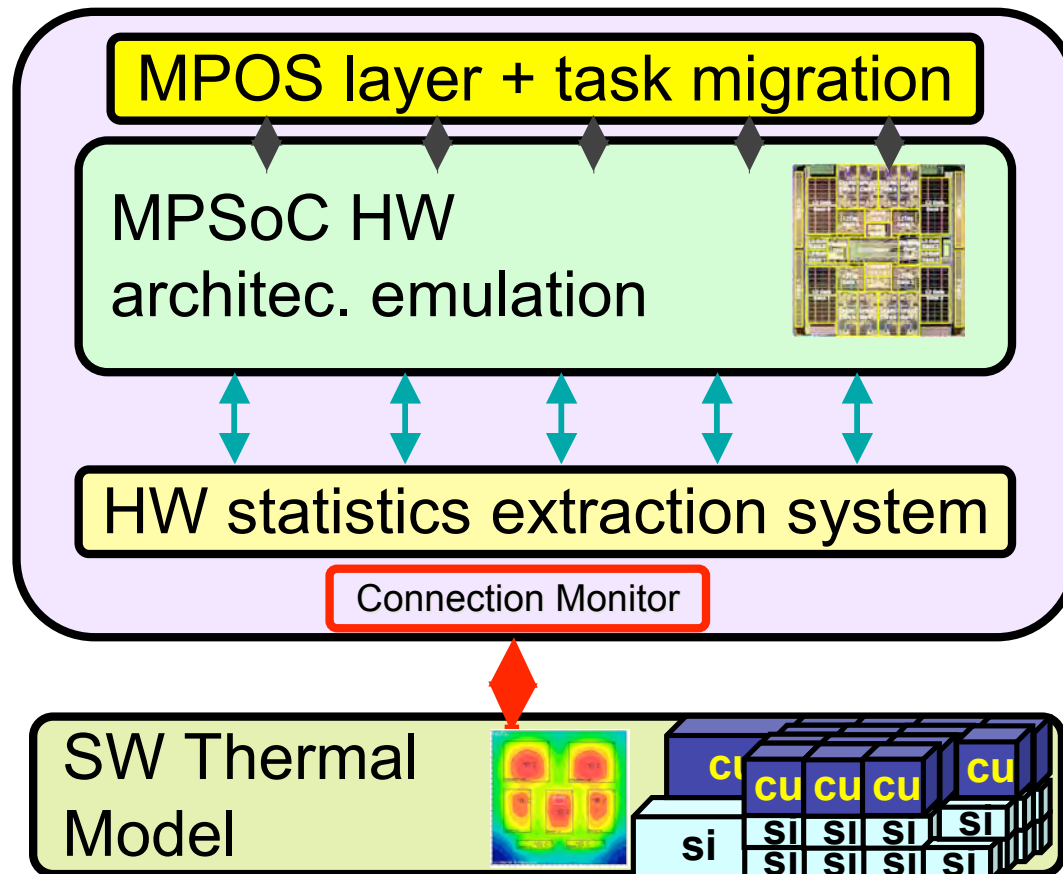 MPOS layer + task migration
MPSoC HW
architec. emulation
HW statistics extraction system
Connection Monitor
SW Thermal
Model
cu
cu cu cu
cu
si
si si si
si
si si si
si